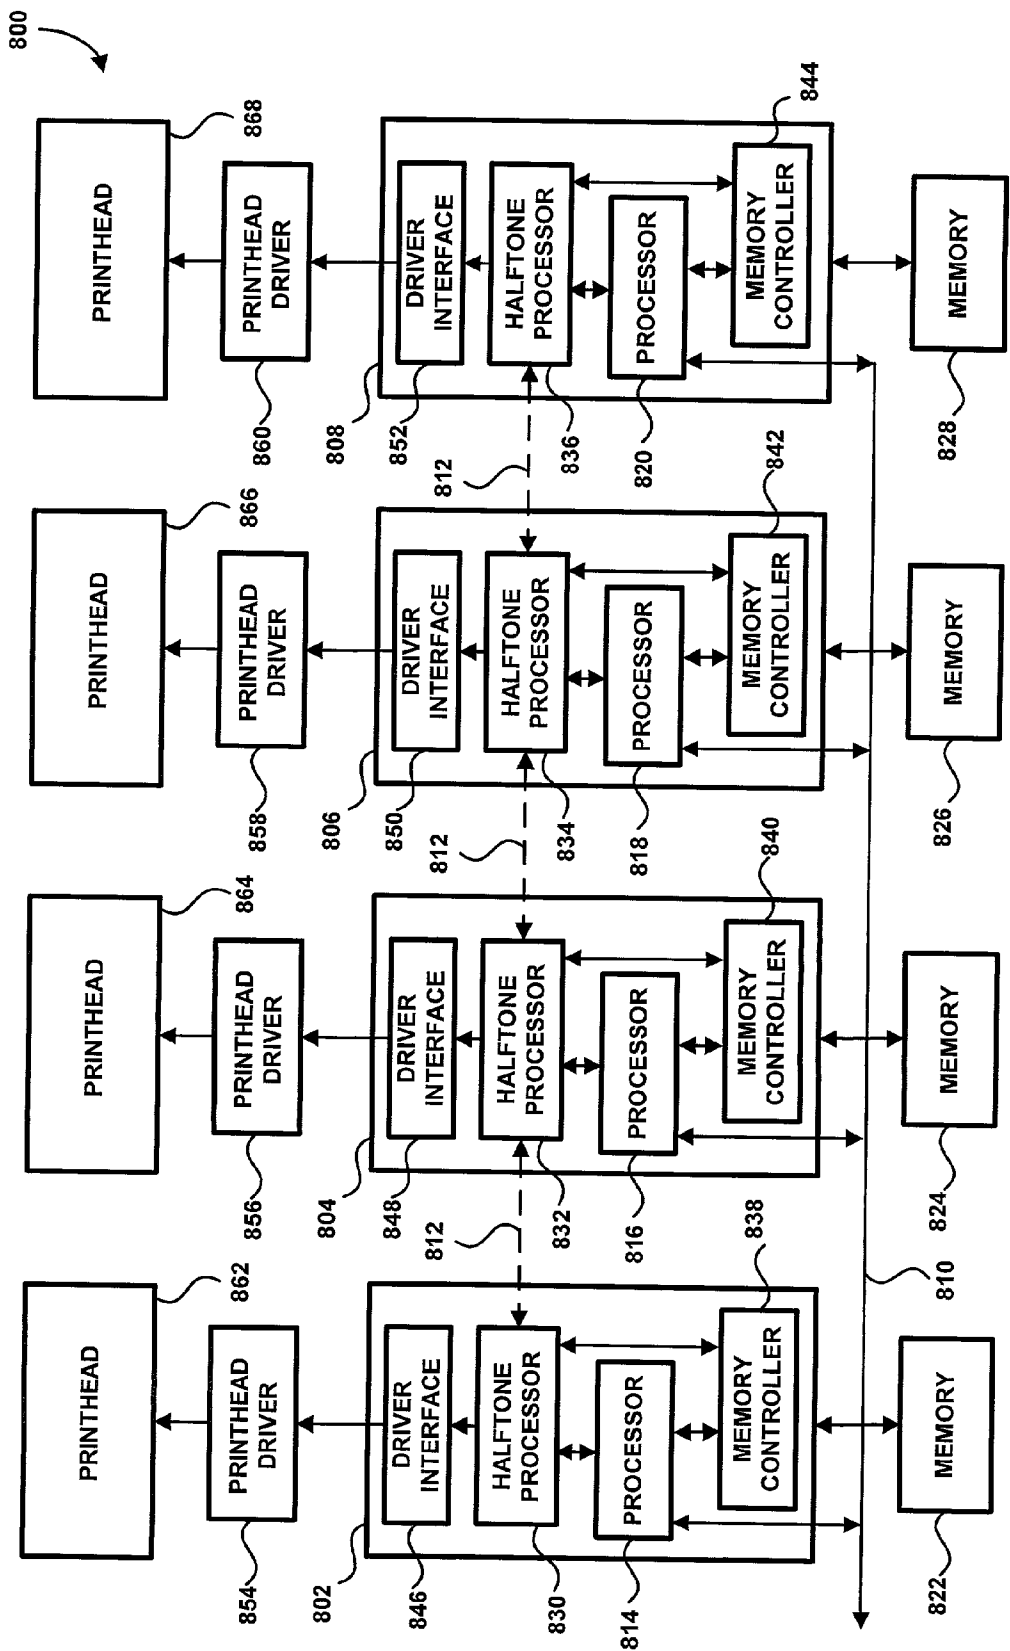 800
PRINTHEAD
862
PRINTHEAD
864
PRINTHEAD
866
PRINTHEAD
868
PRINTHEAD
DRIVER
854
PRINTHEAD
DRIVER
856
PRINTHEAD
DRIVER
858
PRINTHEAD
DRIVER
860
802
DRIVER
INTERFACE
846
804
DRIVER
INTERFACE
848
806
DRIVER
INTERFACE
850
808
DRIVER
INTERFACE
852
812
812
812
HALFTONE
PROCESSOR
830
HALFTONE
PROCESSOR
832
HALFTONE
PROCESSOR
834
HALFTONE
PROCESSOR
836
PROCESSOR
814
PROCESSOR
816
PROCESSOR
818
PROCESSOR
820
MEMORY
CONTROLLER
838
MEMORY
CONTROLLER
840
MEMORY
CONTROLLER
842
MEMORY
CONTROLLER
844
810
MEMORY
822
MEMORY
824
MEMORY
826
MEMORY
828